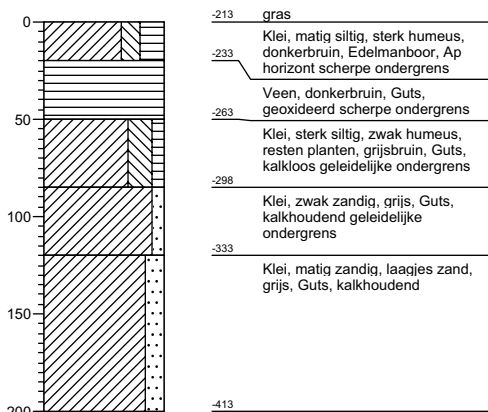 0
50
100
150
200
-213
gras
Klei, matig siltig, sterk humeus,
donkerbruin, Edelmanboor, Ap
horizont scherpe ondergrens
-233
Veen, donkerbruin, Guts,
geoxideerd scherpe ondergrens
-263
Klei, sterk siltig, zwak humeus,
resten planten, grijsbruin, Guts,
kalkloos geleidelijke ondergrens
-298
Klei, zwak zandig, grijs, Guts,
kalkhoudend geleidelijke
ondergrens
-333
Klei, matig zandig, laagjes zand,
grijs, Guts, kalkhoudend
-413